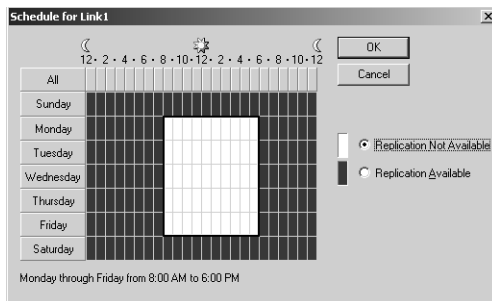 Schedule for Link1
OK
12 · 2 · 4 · 6 · 8 · 10 · 12 · 2 · 4 · 6 · 8 · 10 · 12
Cancel
All
Sunday
Monday
Replication Not Available
Tuesday
Wednesday
Replication Available
Thursday
Friday
Saturday
Monday through Friday from 8:00 AM to 6:00 PM